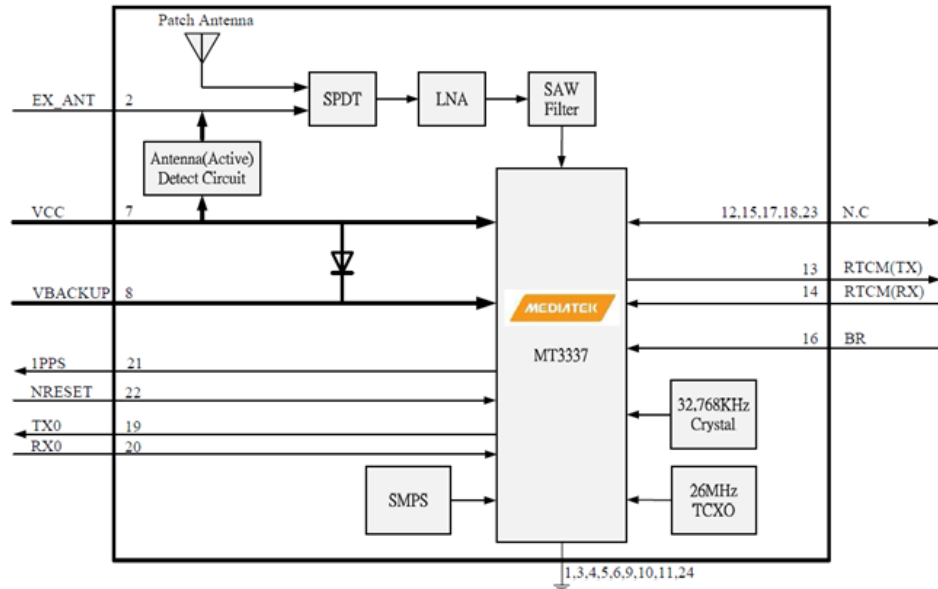 Patch Antenna
EX_ANT 2
SPDT
LNA
SAW
Filter
Antenna(Active)
Detect Circuit
VCC 7
12,15,17,18,23 N.C
13 RTCM(TX)
VBACKUP 8
14 RTCM(RX)
MEDIATEK
MT3337
16 BR
1PPS 21
NRESET 22
TX0 19
RX0 20
32,768KHz
Crystal
SMPS
26MHz
TCXO
1,3,4,5,6,9,10,11,24